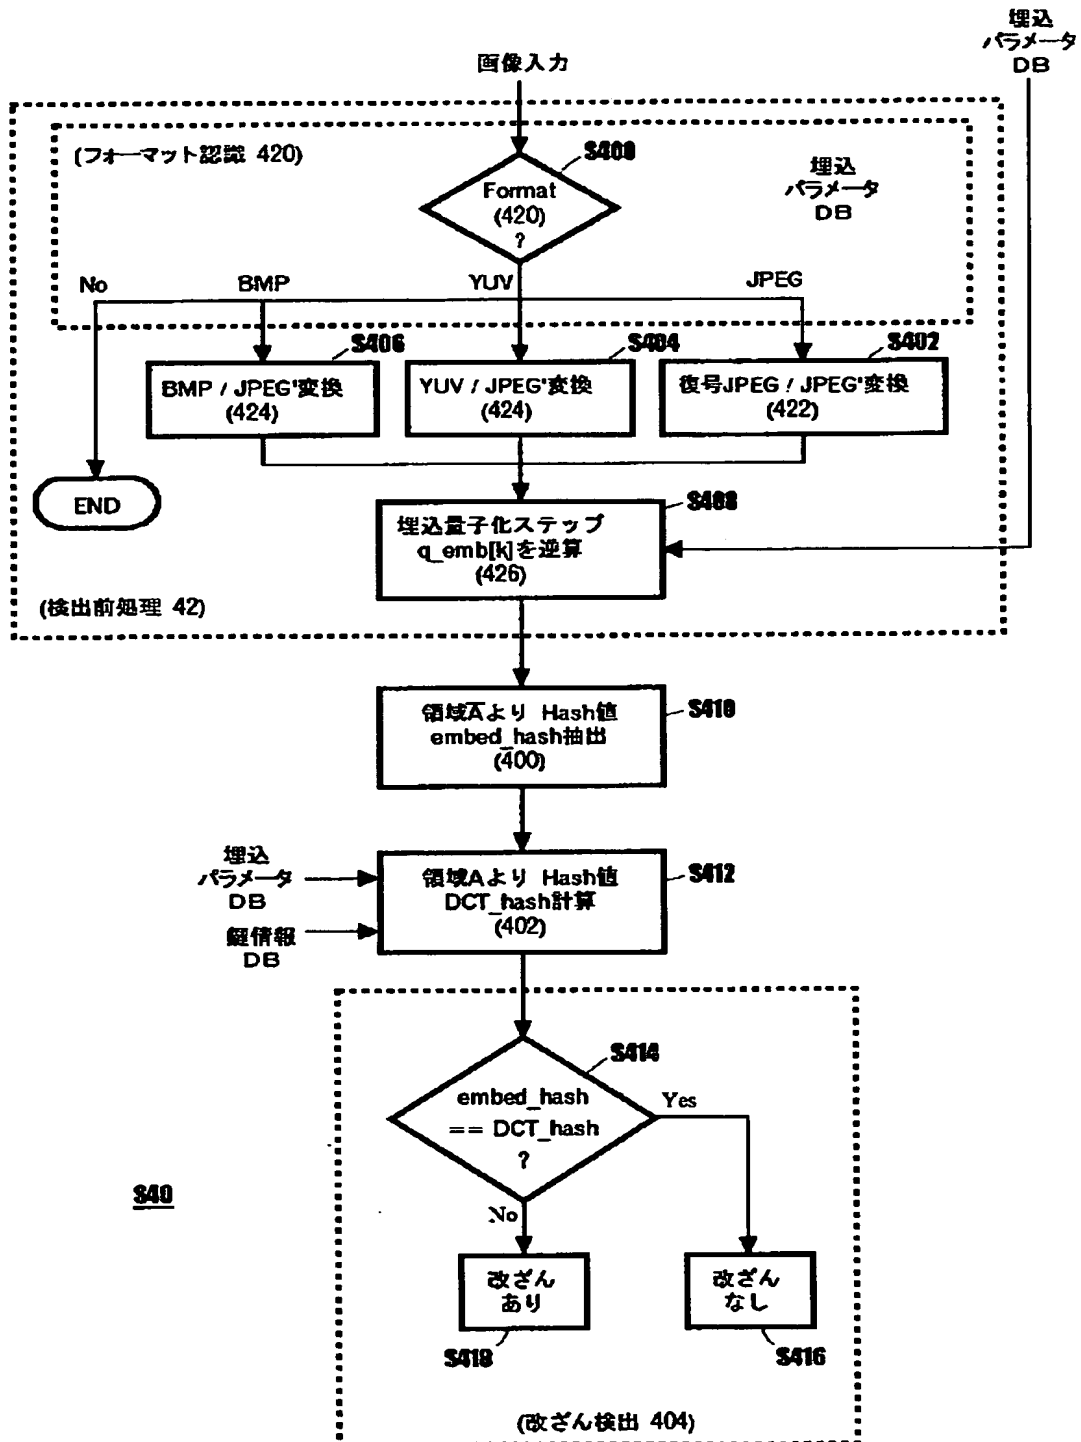 埋込
パラメータ
DB
画像入力
(フォーマット認識 420)
S400
Format
(420)
?
埋込
パラメータ
DB
No
BMP
YUV
JPEG
S406
S404
S402
BMP / JPEG'変換
(424)
YUV / JPEG'変換
(424)
復号JPEG / JPEG'変換
(422)
END
S408
埋込量子化ステップ
q_emb[k]を逆算
(426)
(検出前処理 42)
S410
領域A̅より Hash値
embed_hash抽出
(400)
埋込
パラメータ
DB
鍵情報
DB
S412
領域Aより Hash値
DCT_hash計算
(402)
S414
embed_hash
== DCT_hash
?
Yes
No
S40
改ざん
あり
改ざん
なし
S418
S416
(改ざん検出 404)